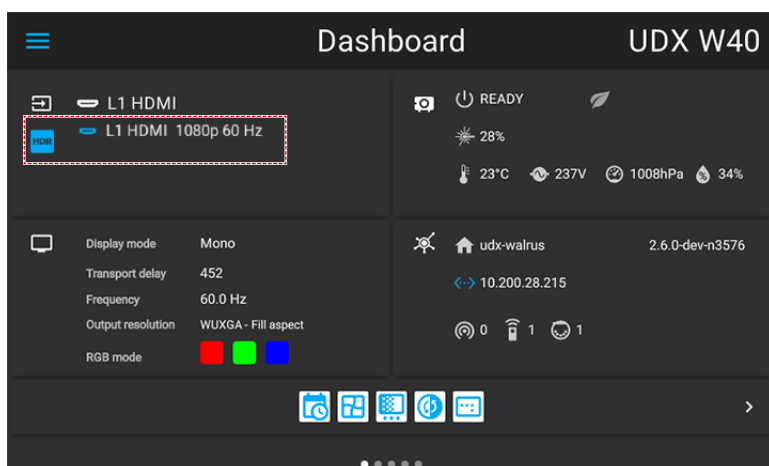 Dashboard
UDX W40
L1 HDMI
HDR
L1 HDMI 1080p 60 Hz
READY
28%
23°C
237V
1008hPa
34%
Display mode Mono
Transport delay 452
Frequency 60.0 Hz
Output resolution WUXGA - Fill aspect
RGB mode
udx-walrus
2.6.0-dev-n3576
10.200.28.215
0
1
1